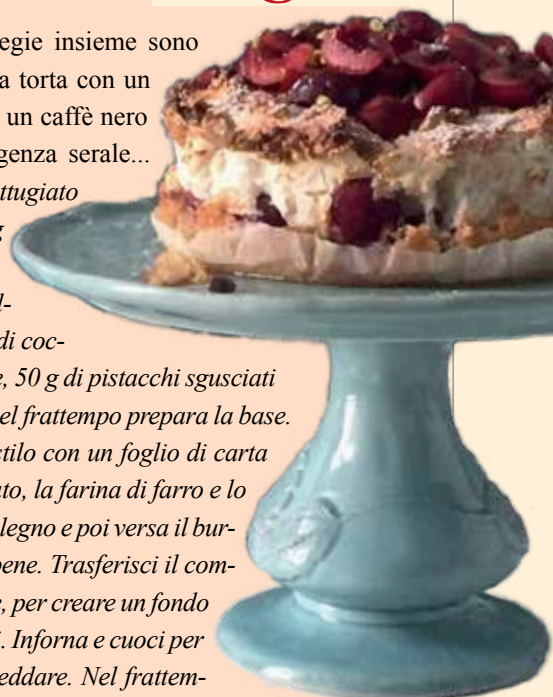 egie insieme sono
a torta con un
un caffè nero
genza serale...
ttugiato
g
l-
di coc-
e, 50 g di pistacchi sgusciati
el frattempo prepara la base.
stilo con un foglio di carta
to, la farina di farro e lo
legno e poi versa il bur-
bene. Trasferisci il com-
e, per creare un fondo
. Inforna e cuoci per
eddare. Nel frattem-